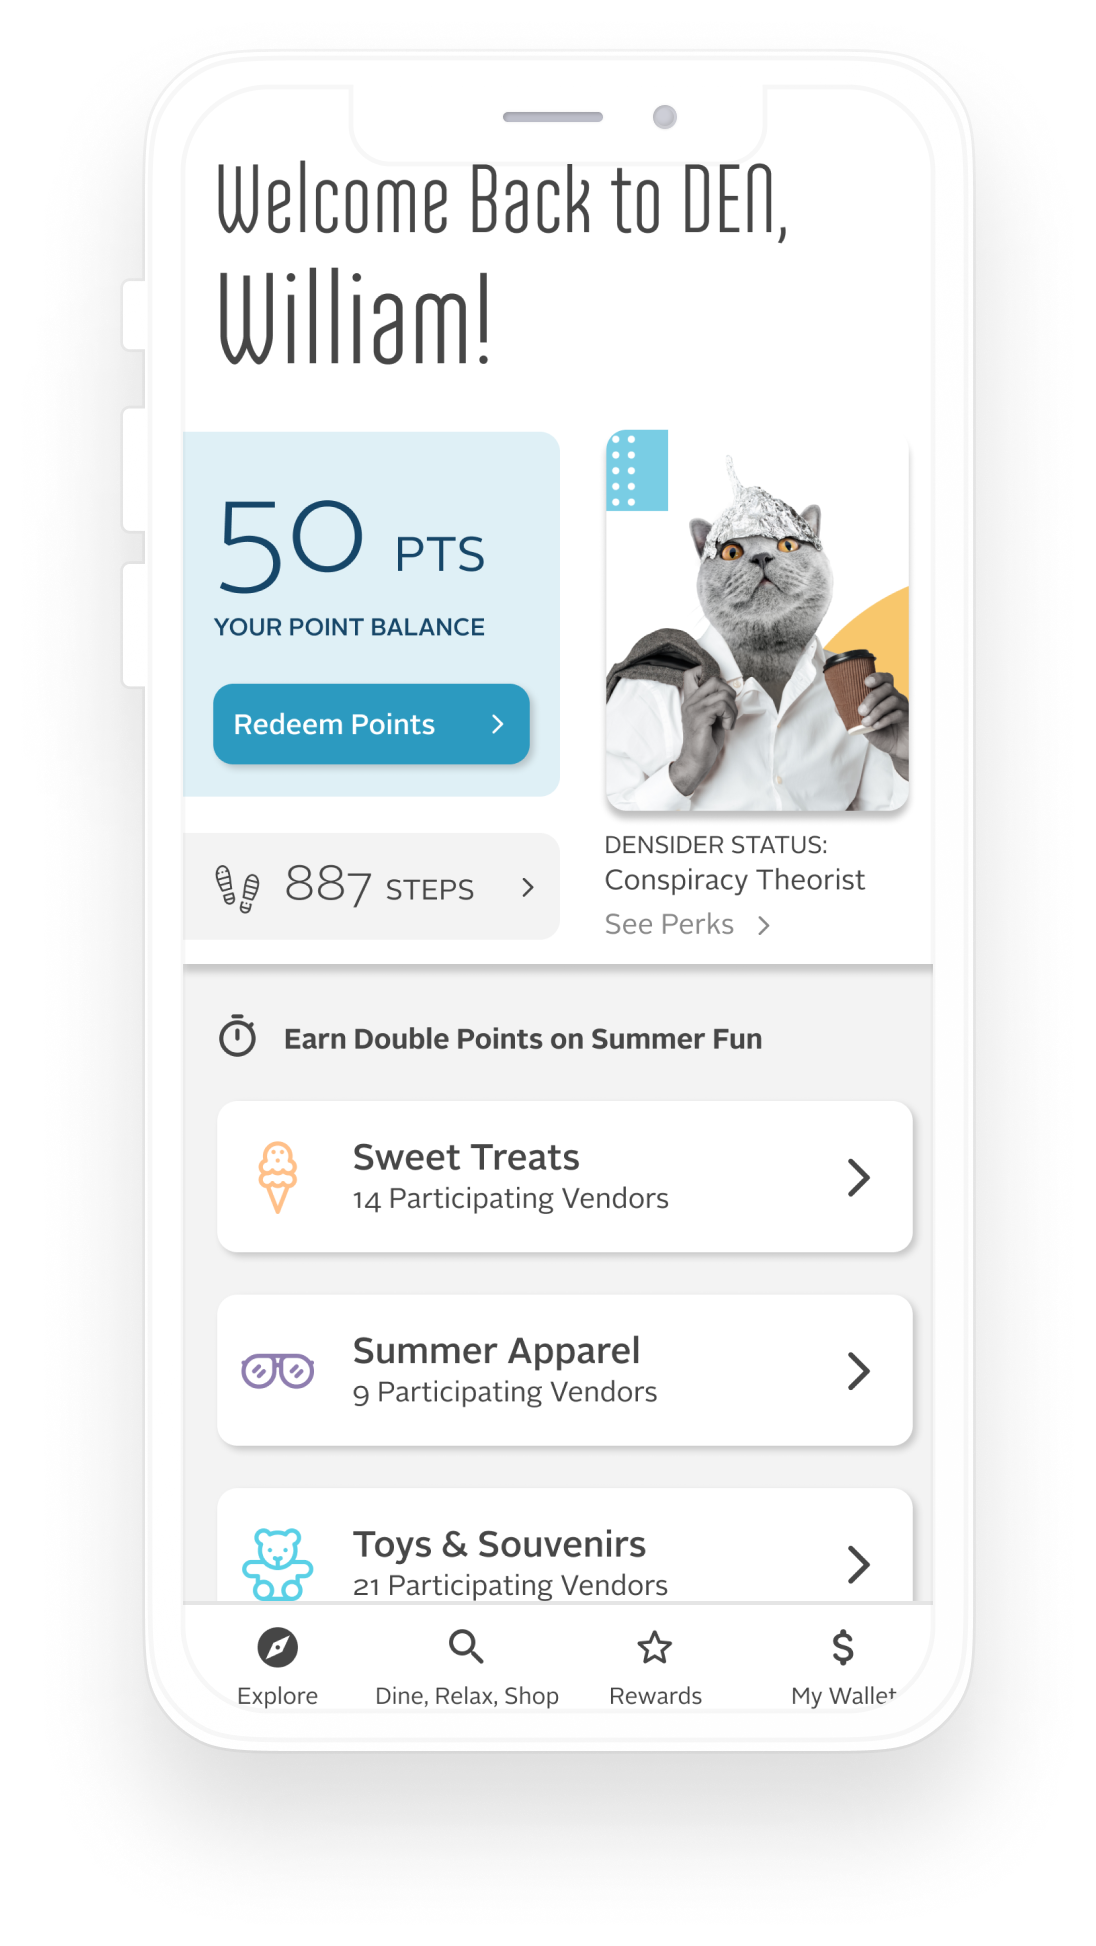 Welcome Back to DEN,
William!
50 PTS
YOUR POINT BALANCE
Redeem Points
887 STEPS
DENSIDER STATUS:
Conspiracy Theorist
See Perks
Earn Double Points on Summer Fun
Sweet Treats
14 Participating Vendors
Summer Apparel
9 Participating Vendors
Toys & Souvenirs
21 Participating Vendors
Explore
Dine, Relax, Shop
Rewards
My Wallet